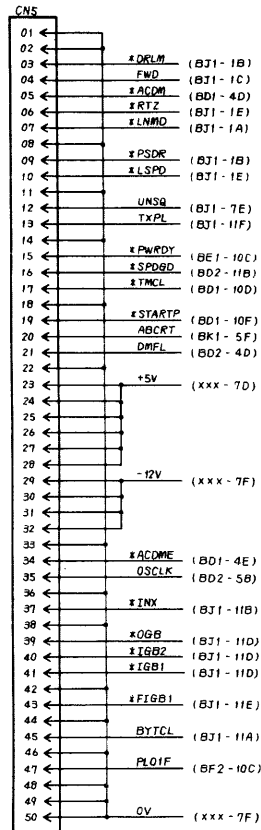 CN5
01
02
03 *DRLM (BJ1-1B)
04 FWD (BJ1-1C)
05 *ACDM (BD1-4D)
06 *RTZ (BJ1-1E)
07 *LNMD (BJ1-1A)
08
09 *PSDR (BJ1-1B)
10 *LSPD (BJ1-1E)
11
12 UNSQ (BJ1-7E)
13 TXPL (BJ1-11F)
14
15 *PWRDY (BE1-10C)
16 *SPDGD (BD2-11B)
17 *TMCL (BD1-10D)
18
19 *STARTP (BD1-10F)
20 ABCRT (BK1-5F)
21 DMFL (BD2-4D)
22
23 +5V (xxx-7D)
24
25
26
27
28
29 -12V (xxx-7F)
30
31
32
33
34 *ACDME (BD1-4E)
35 OSCLK (BD2-5B)
36
37 *INX (BJ1-11B)
38
39 *OGB (BJ1-11D)
40 *IGB2 (BJ1-11D)
41 *IGB1 (BJ1-11D)
42
43 *FIGB1 (BJ1-11E)
44
45 BYTCL (BJ1-11A)
46
47 PLO1F (BF2-10C)
48
49
50 0V (xxx-7F)